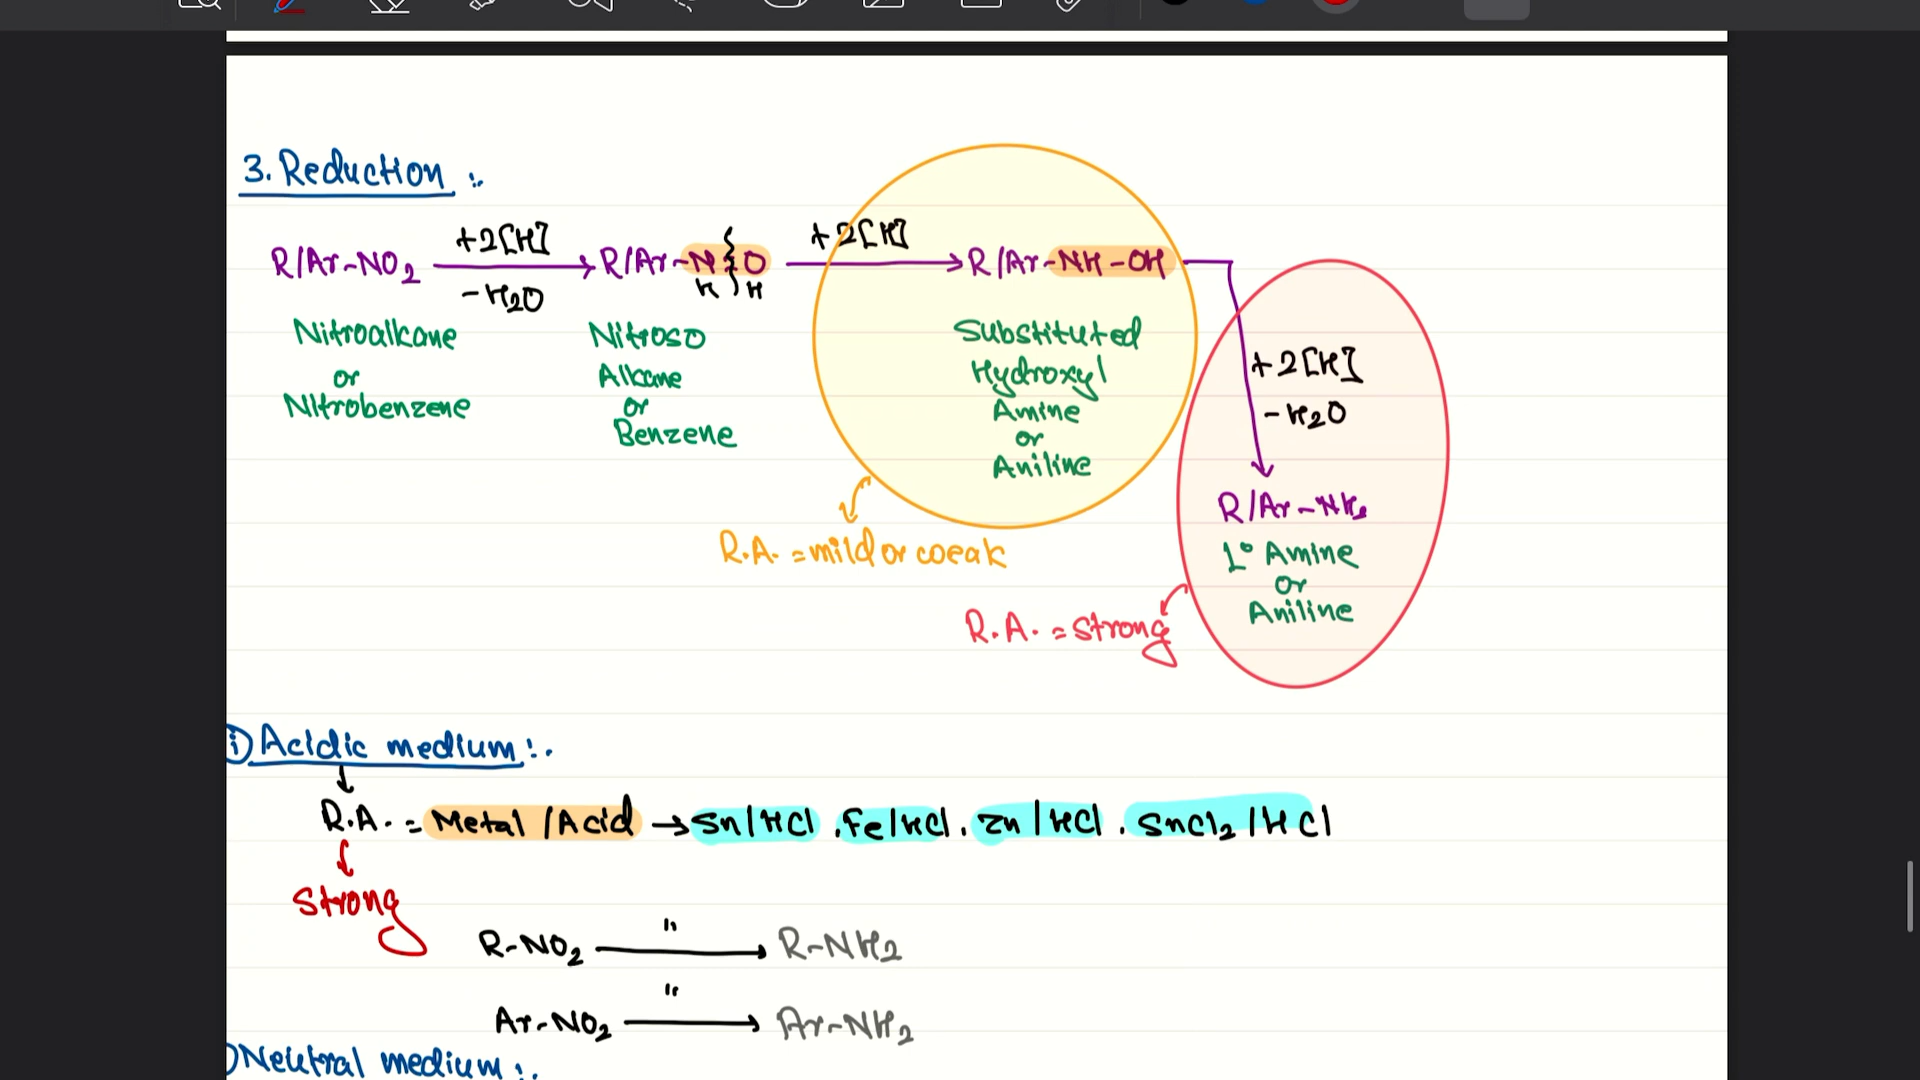 3. Reduction :.
+2[H] +2[H]
R/Ar-NO2 → R/Ar-N O → R/Ar-NH-OH
-H2O H H
Nitroalkane or Nitrobenzene
Nitroso Alkane or Benzene
Substituted Hydroxyl Amine or Aniline
+2[H]
-H2O
R/Ar-NH2
1° Amine
or
Aniline
R.A. = mild or weak
R.A. = strong
i) Acidic medium :.
R.A. = Metal / Acid → Sn/HCl . Fe/HCl . Zn/HCl . SnCl2/HCl
Strong
R-NO2 " → R-NH2
Ar-NO2 " → Ar-NH2
) Neutral medium :.